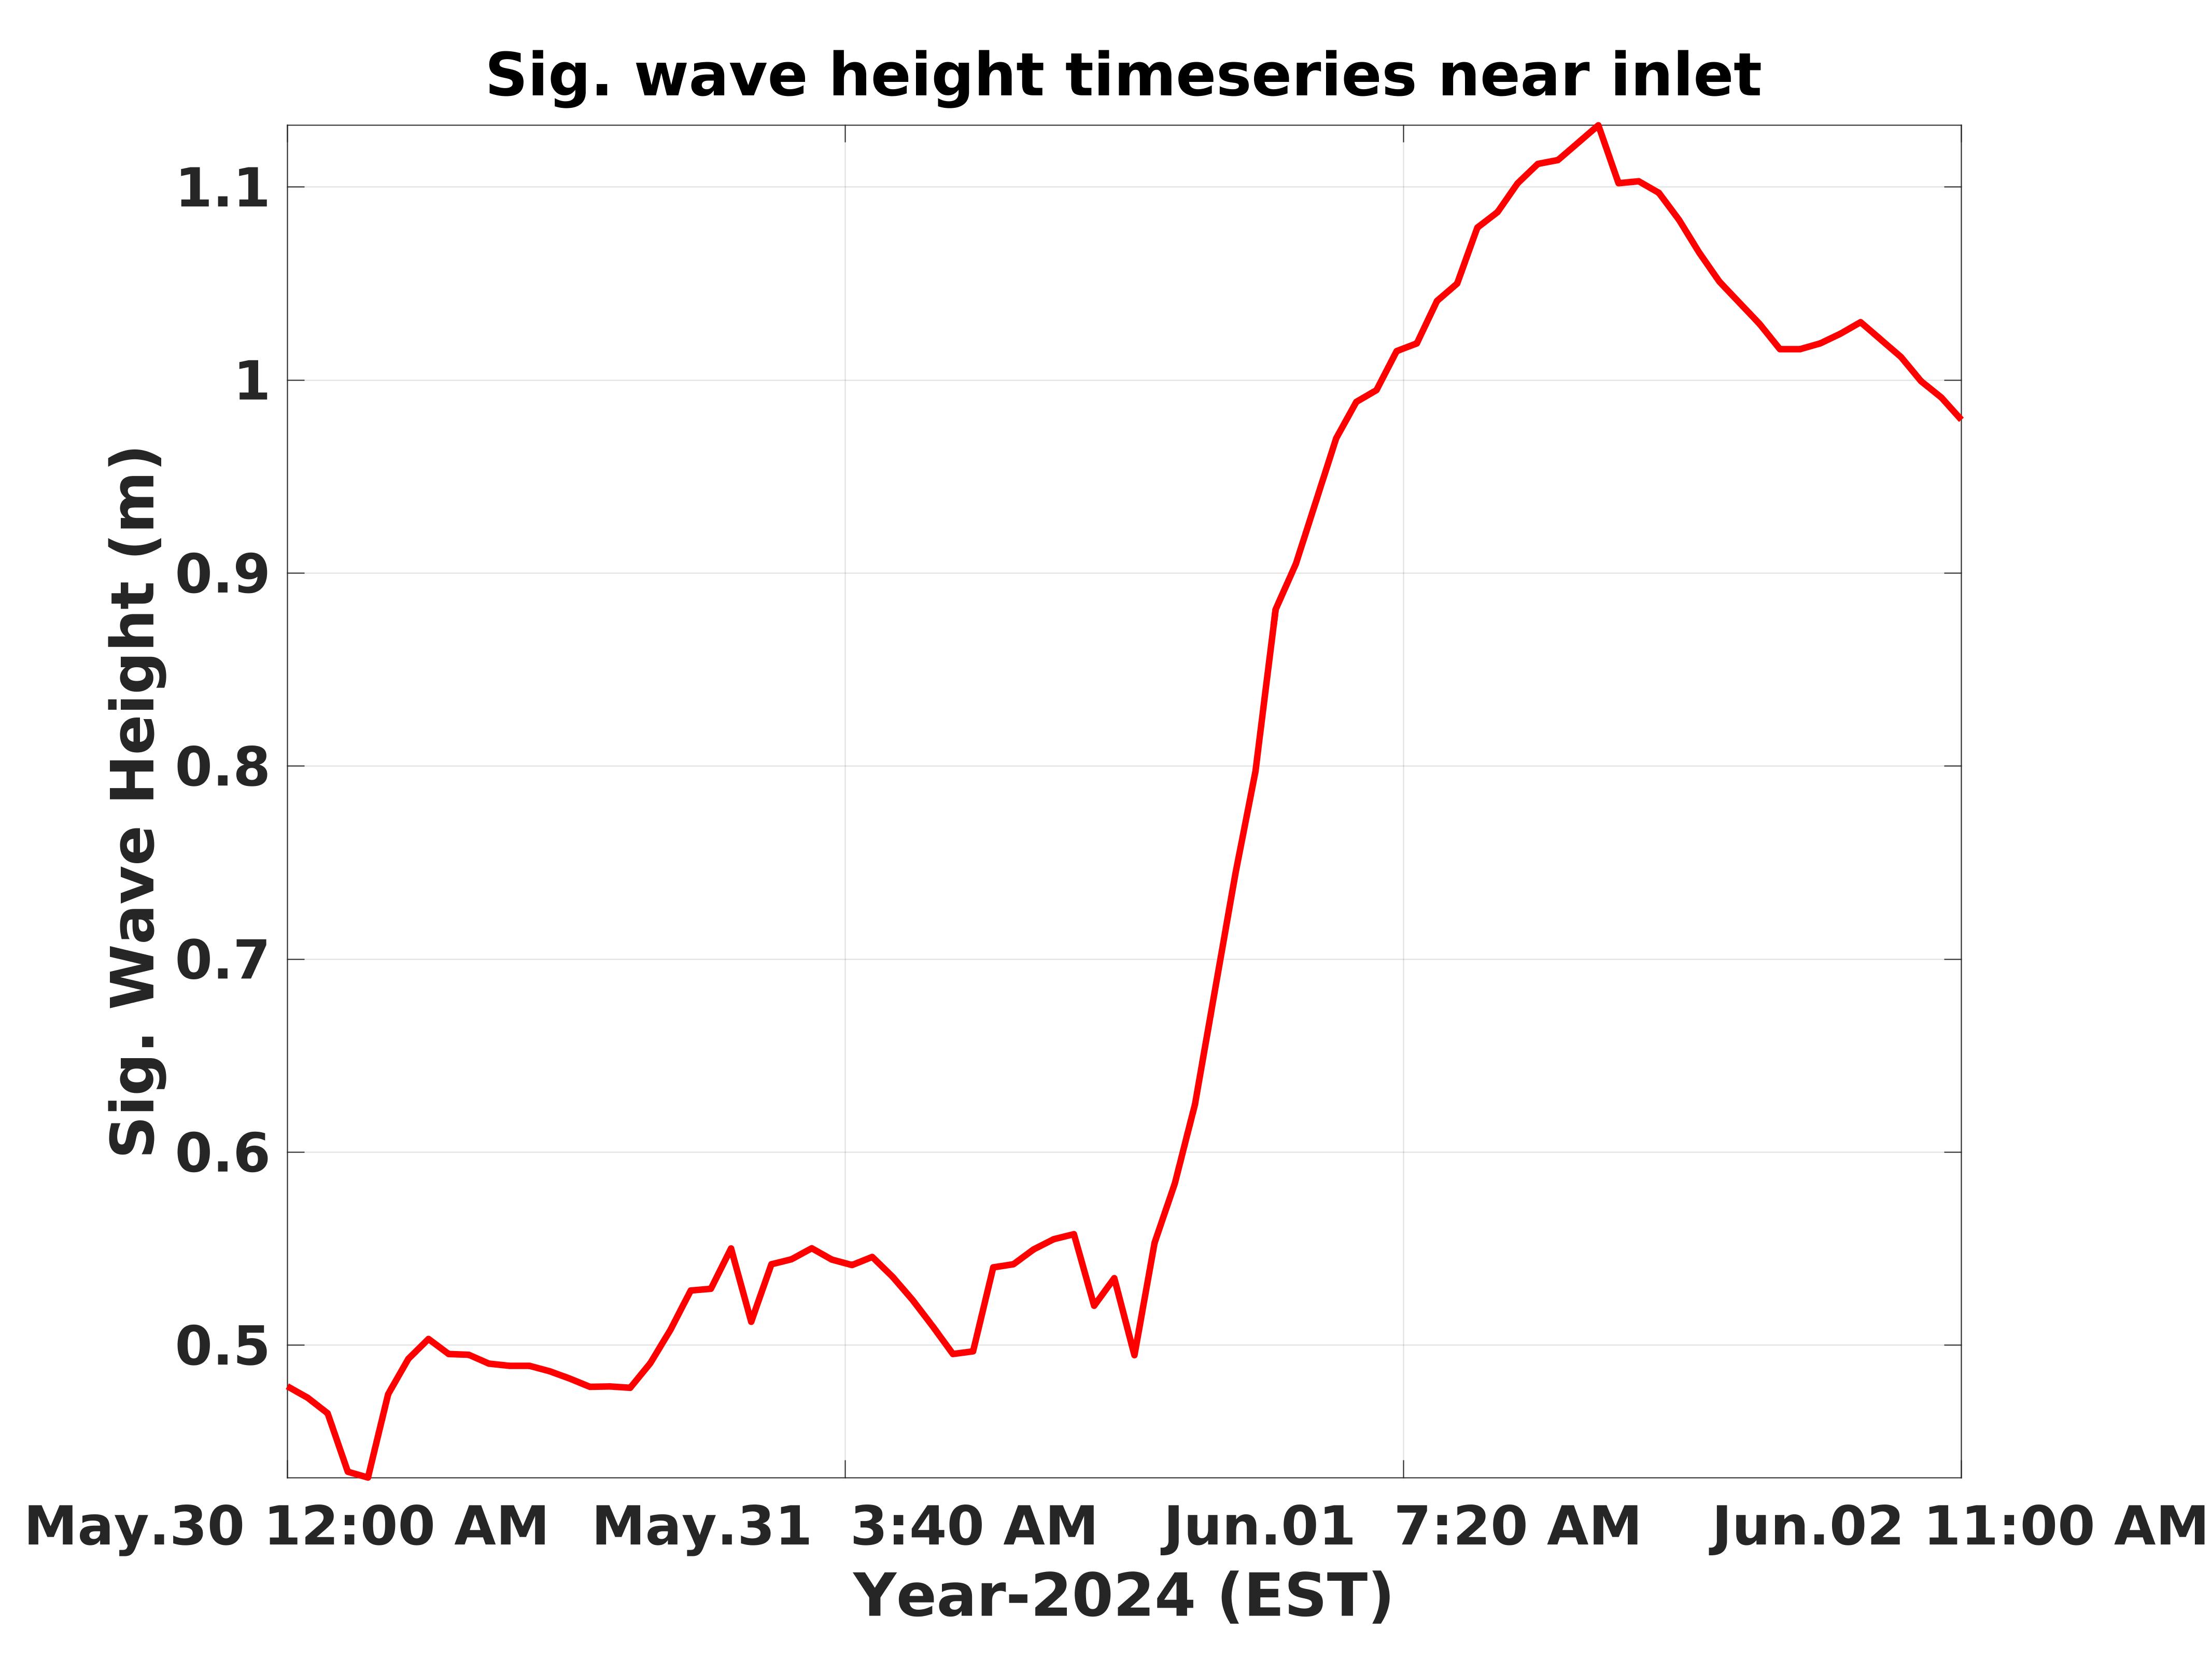 Sig. wave height timeseries near inlet
Sig. Wave Height (m)
1.1
1
0.9
0.8
0.7
0.6
0.5
May.30 12:00 AM May.31 3:40 AM Jun.01 7:20 AM Jun.02 11:00 AM
Year-2024 (EST)